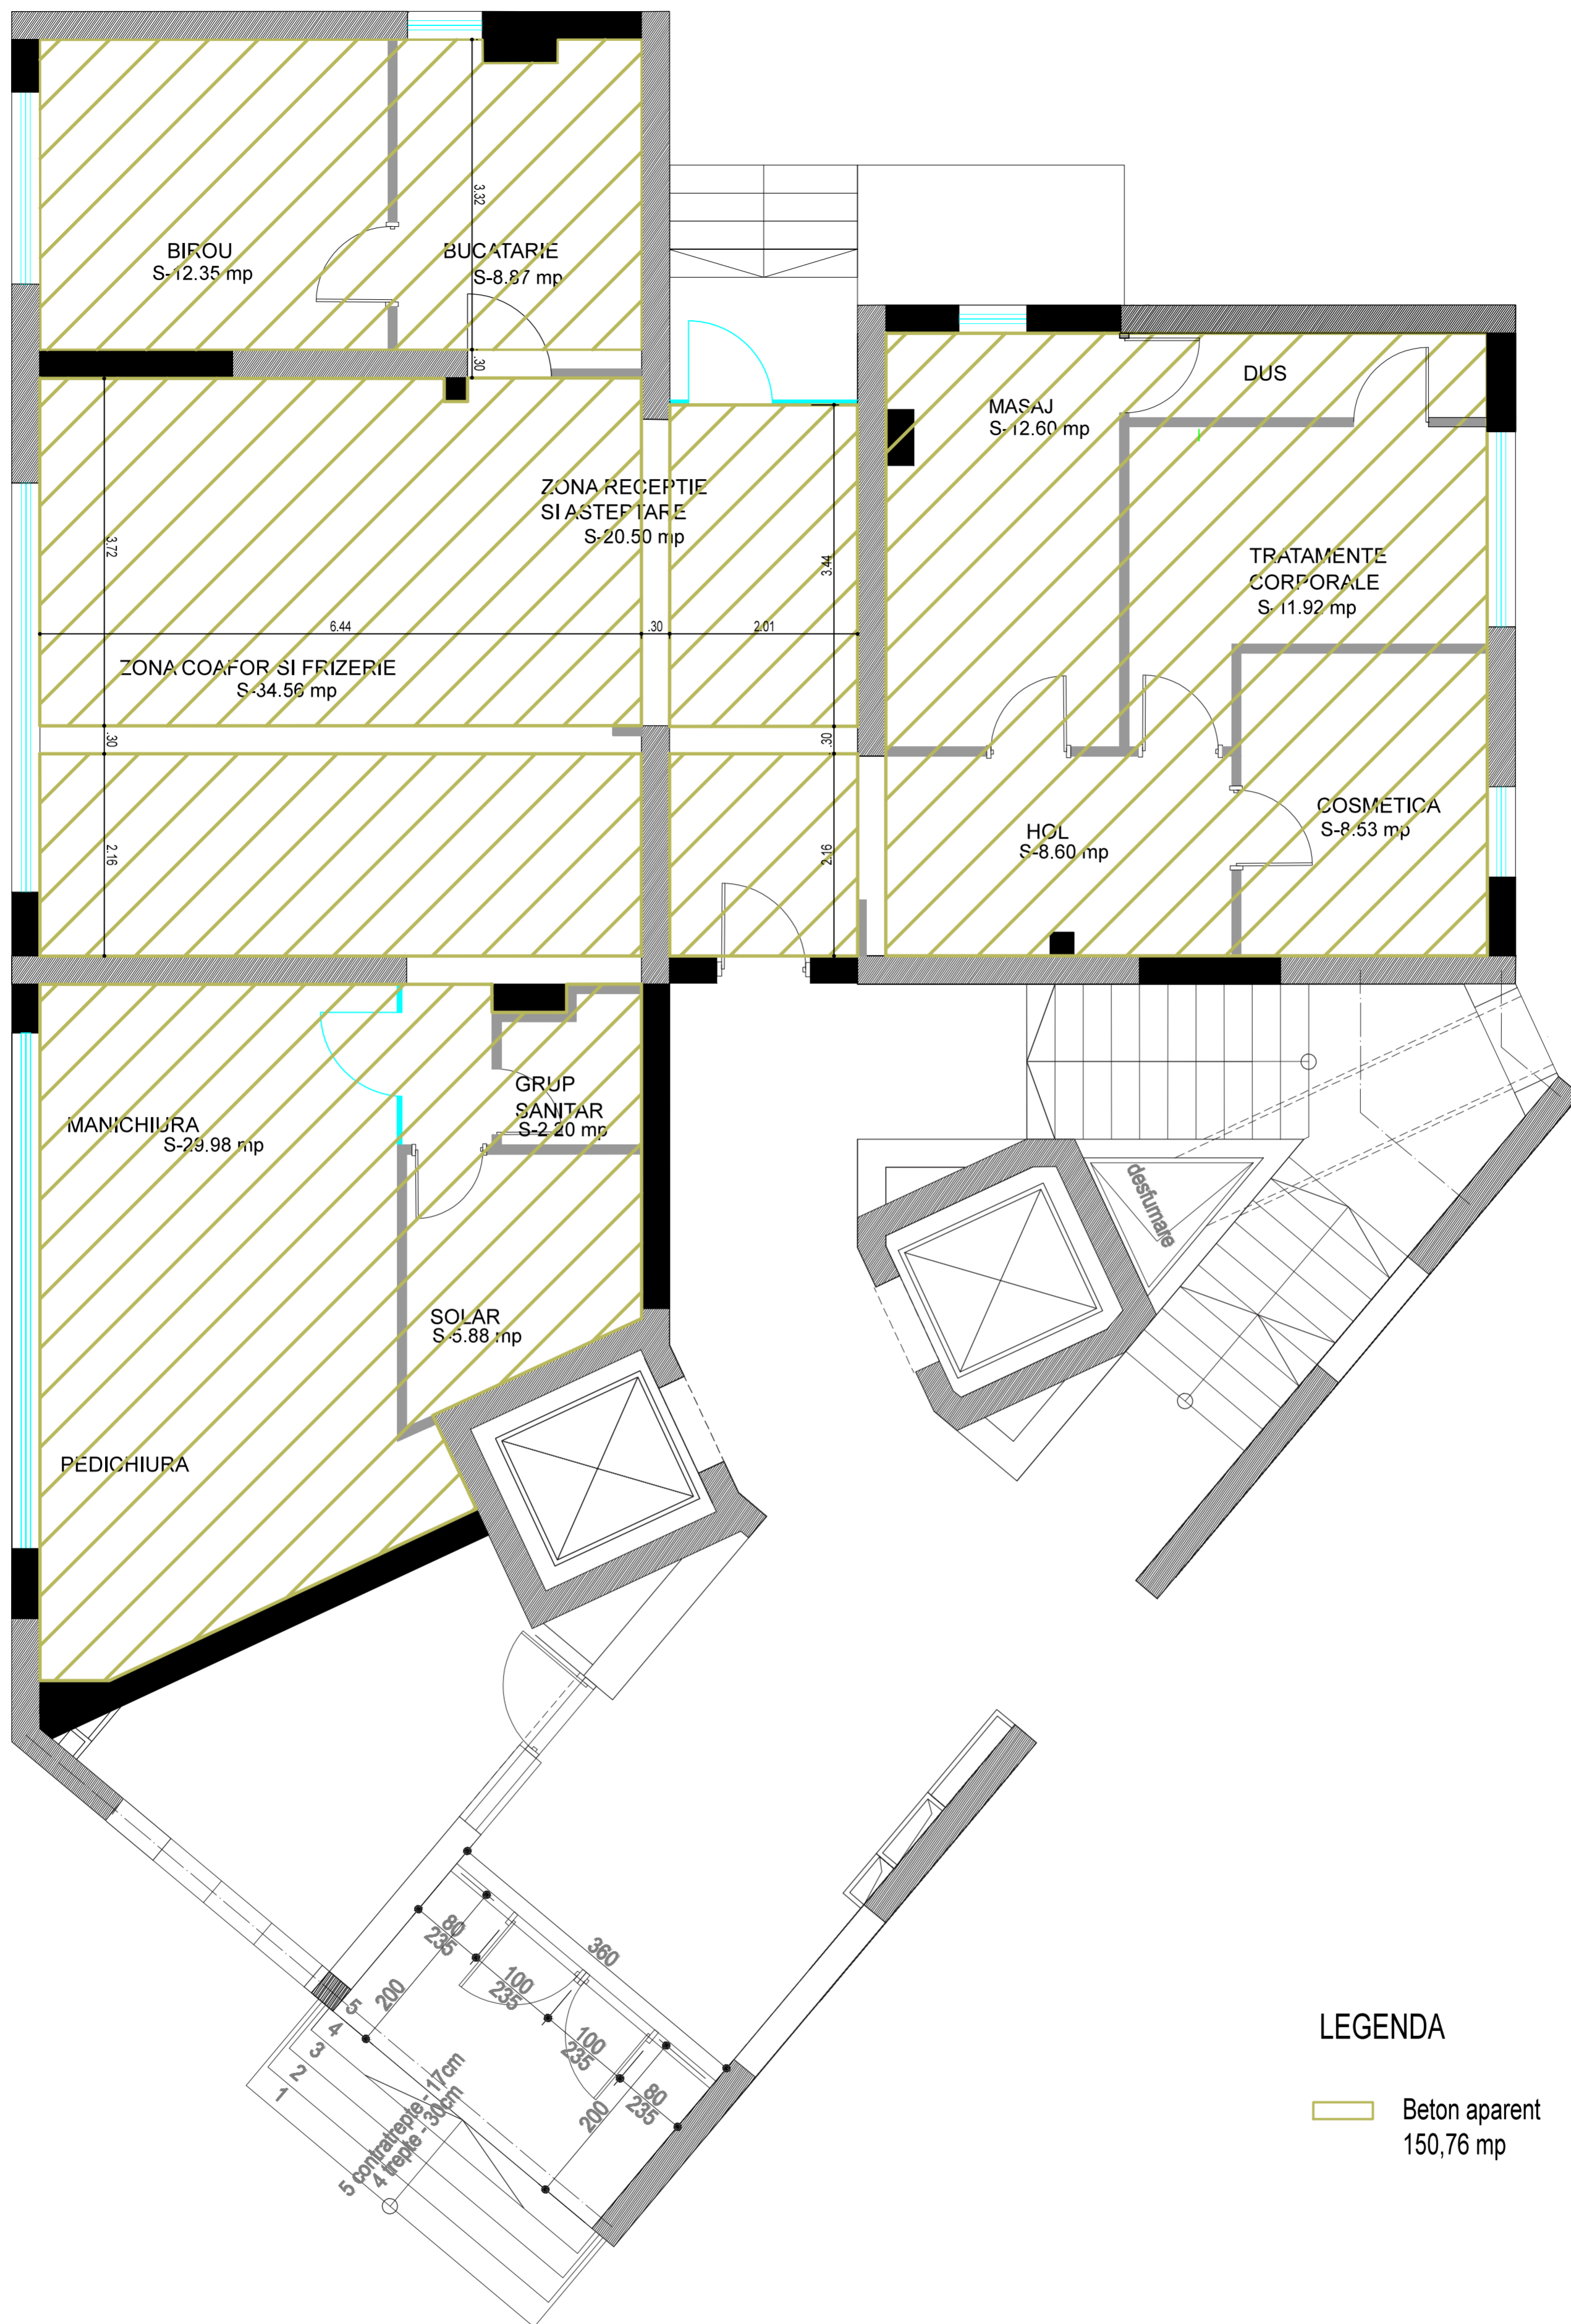 3.32
BIROU
S-12.35 mp
BUCATARIE
S-8.87 mp
.30
DUS
MASAJ
S-12.60 mp
ZONA RECEPTIE
SI ASTEPTARE
S-20.50 mp
3.72
3.44
TRATAMENTE
CORPORALE
S-11.92 mp
6.44
.30
2.01
ZONA COAFOR SI FRIZERIE
S-34.56 mp
.30
.30
COSMETICA
S-8.53 mp
HOL
S-8.60 mp
2.16
2.16
GRUP
SANITAR
S-2.20 mp
MANICHIURA
S-29.98 mp
desfumare
SOLAR
S-5.88 mp
PEDICHIURA
80
235
360
100
235
200
100
235
80
235
200
5
4
3
2
1
5 contratrepte - 17cm
4 trepte - 30cm
LEGENDA
Beton aparent
150,76 mp